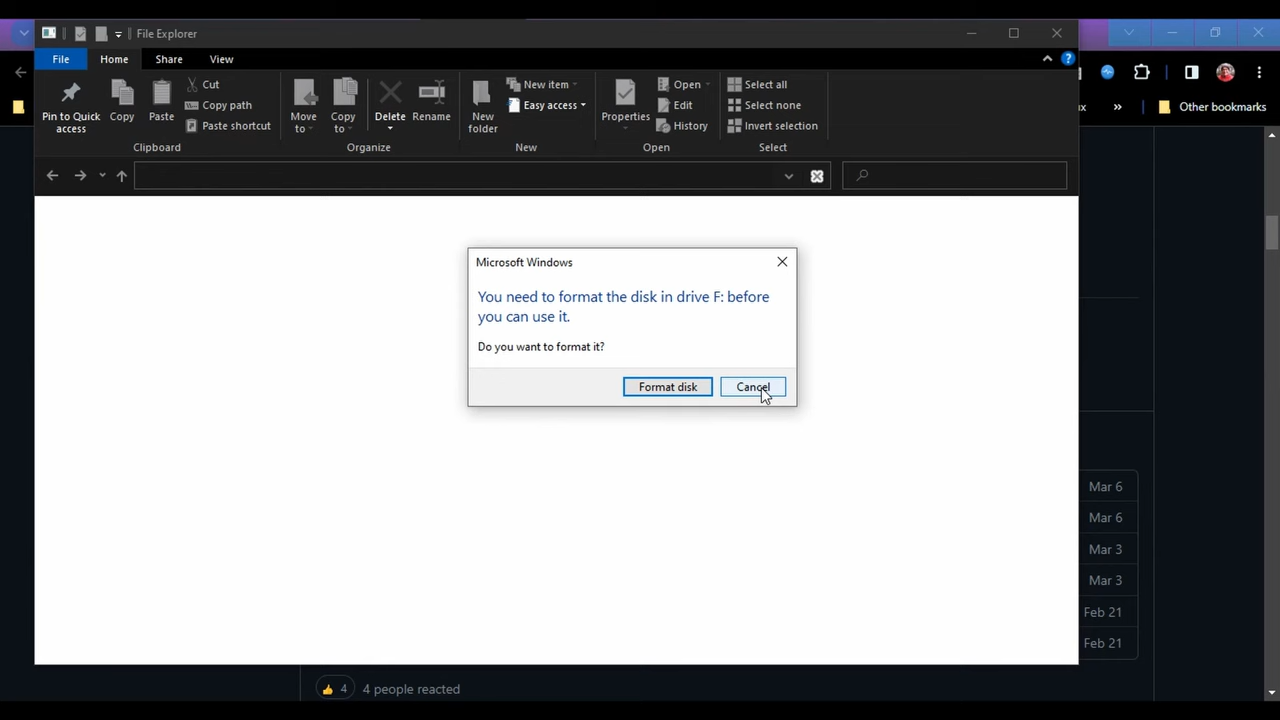 File Explorer
File Home Share View
Pin to Quick access
Copy
Paste
Cut
Copy path
Paste shortcut
Clipboard
Move to
Copy to
Delete
Rename
Organize
New folder
New item
Easy access
New
Properties
Open
Edit
History
Open
Select all
Select none
Invert selection
Select
Other bookmarks
Microsoft Windows
You need to format the disk in drive F: before
you can use it.
Do you want to format it?
Format disk Cancel
Mar 6
Mar 6
Mar 3
Mar 3
Feb 21
Feb 21
4 4 people reacted